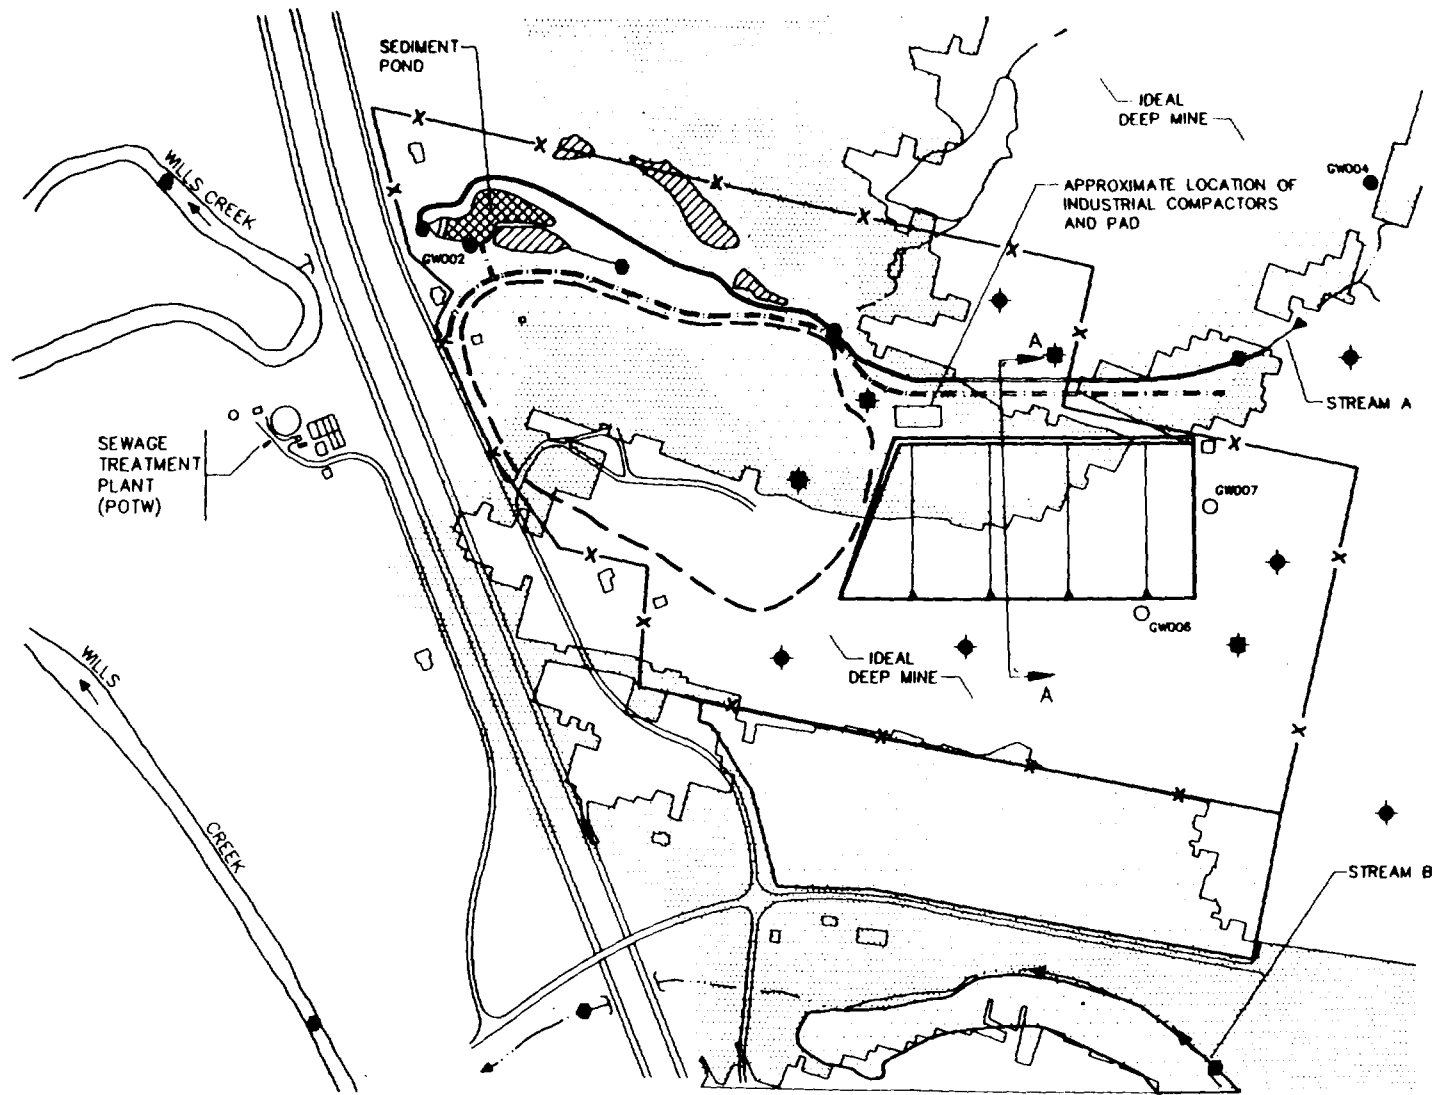 SEDIMENT
POND
IDEAL
DEEP MINE
WILLS CREEK
GW004
APPROXIMATE LOCATION OF
INDUSTRIAL COMPACTORS
AND PAD
GW002
A
STREAM A
SEWAGE
TREATMENT
PLANT
(POTW)
GW007
GW006
IDEAL
DEEP MINE
A
WILLS
CREEK
STREAM B